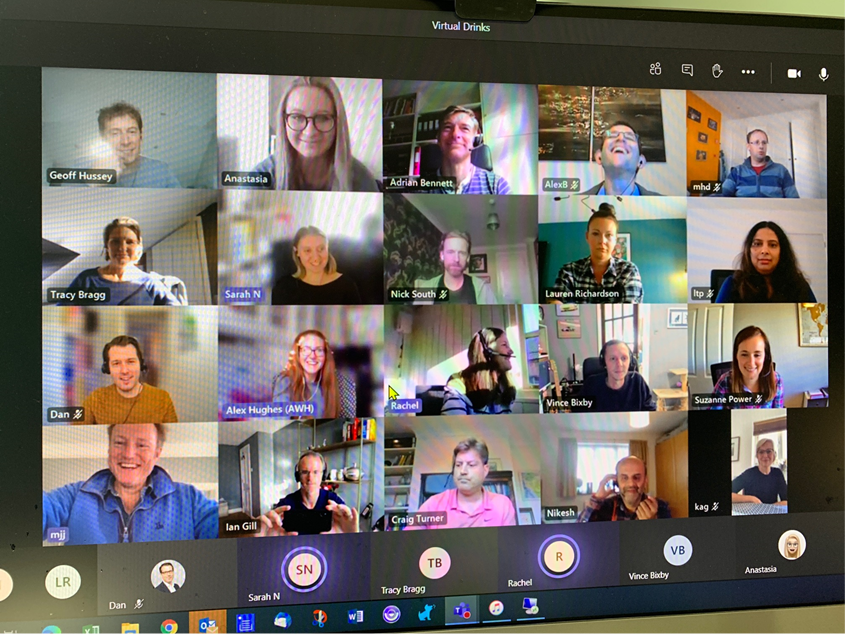 Virtual Drinks
Geoff Hussey
Anastasia
Adrian Bennett
AlexB
mhd
Tracy Bragg
Sarah N
Nick South
Lauren Richardson
ltp
Dan
Alex Hughes (AWH)
Rachel
Vince Bixby
Suzanne Power
mjj
Ian Gill
Craig Turner
Nikesh
kag
LR
Dan
SN
Sarah N
TB
Tracy Bragg
R
Rachel
VB
Vince Bixby
Anastasia